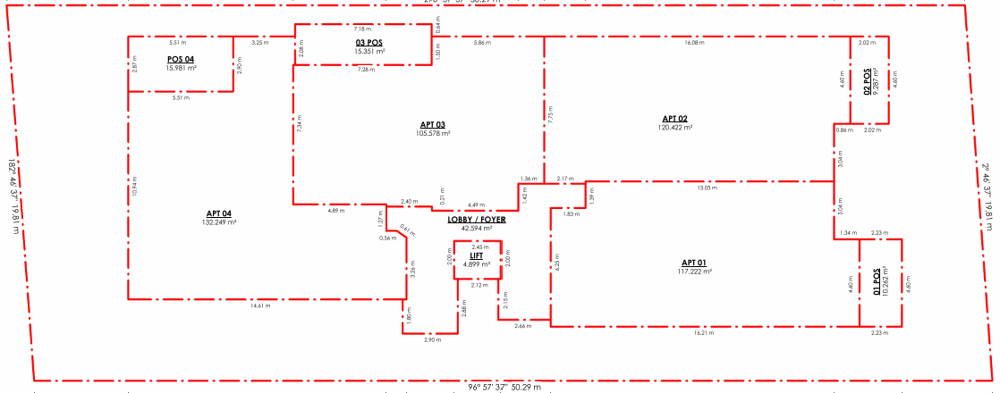 7.18 m
0.64 m
5.51 m
3.25 m
03 POS
15.351 m²
5.86 m
16.08 m
2.02 m
POS 04
15.981 m²
2.87 m
2.90 m
2.08 m
1.50 m
7.28 m
5.51 m
4.60 m
02 POS
9.287 m²
4.60 m
7.34 m
APT 03
105.578 m²
7.75 m
APT 02
120.422 m²
0.86 m
2.02 m
3.04 m
182° 46' 37" 19.81 m
2° 46' 37" 19.81 m
10.94 m
1.36 m
2.17 m
13.05 m
4.89 m
2.40 m
0.21 m
4.49 m
1.42 m
1.39 m
1.83 m
3.04 m
APT 04
132.249 m²
1.27 m
0.61 m
0.56 m
LOBBY / FOYER
42.594 m²
1.34 m
2.23 m
2.45 m
LIFT
4.899 m²
2.00 m
2.00 m
2.12 m
3.26 m
6.25 m
APT 01
117.222 m²
4.60 m
01 POS
10.262 m²
4.60 m
14.61 m
1.80 m
2.88 m
2.15 m
2.90 m
2.66 m
16.21 m
2.23 m
96° 57' 37" 50.29 m